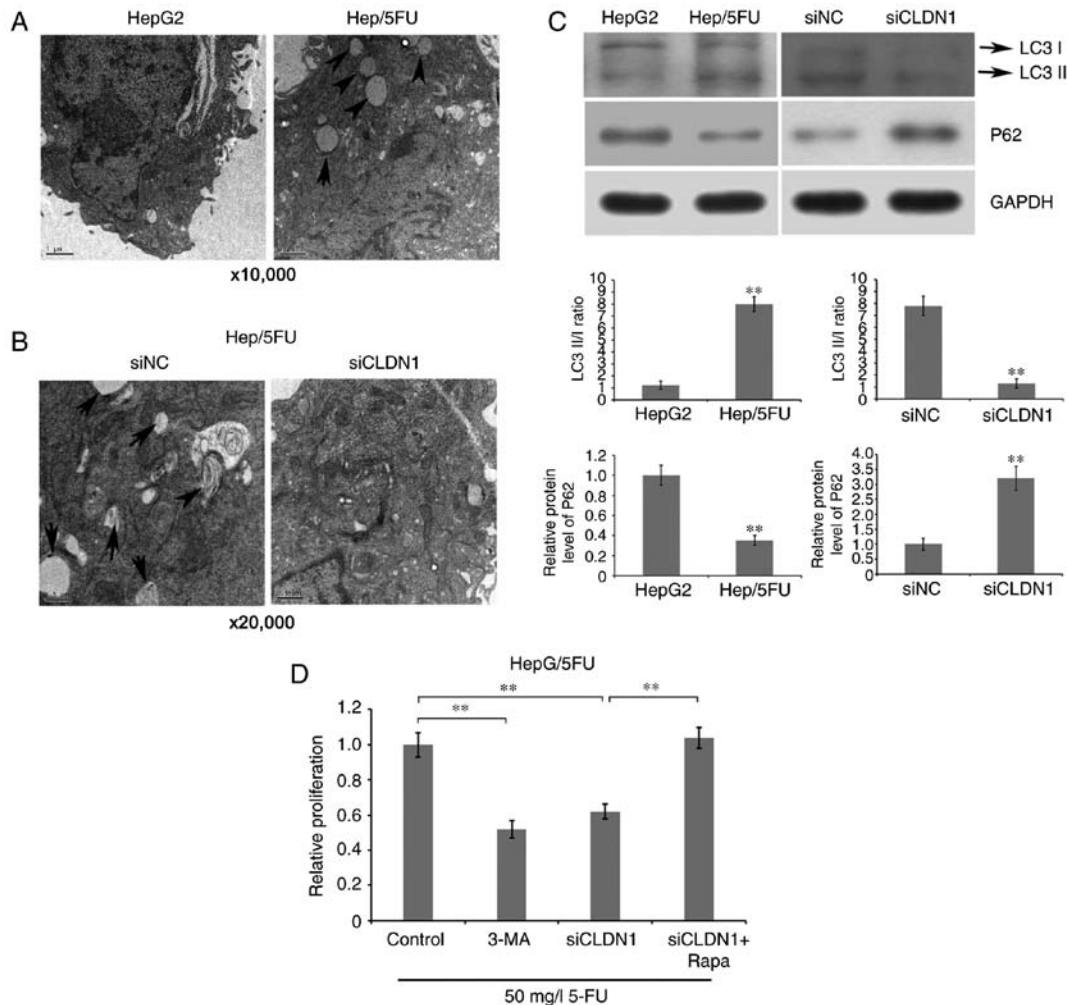 A
HepG2 Hep/5FU
x10,000
B
Hep/5FU
siNC siCLDN1
x20,000
C
HepG2 Hep/5FU siNC siCLDN1
LC3 I
LC3 II
P62
GAPDH
LC3 II/I ratio
10
9
8
7
6
5
4
3
2
1
0
**
HepG2 Hep/5FU
LC3 II/I ratio
10
9
8
7
6
5
4
3
2
1
0
**
siNC siCLDN1
Relative protein
level of P62
1.2
1.0
0.8
0.6
0.4
0.2
0
**
HepG2 Hep/5FU
Relative protein
level of P62
4.0
3.5
3.0
2.5
2.0
1.5
1.0
0.5
0
**
siNC siCLDN1
D
HepG/5FU
** ** **
Relative proliferation
1.2
1.0
0.8
0.6
0.4
0.2
0
Control 3-MA siCLDN1 siCLDN1+
Rapa
50 mg/l 5-FU